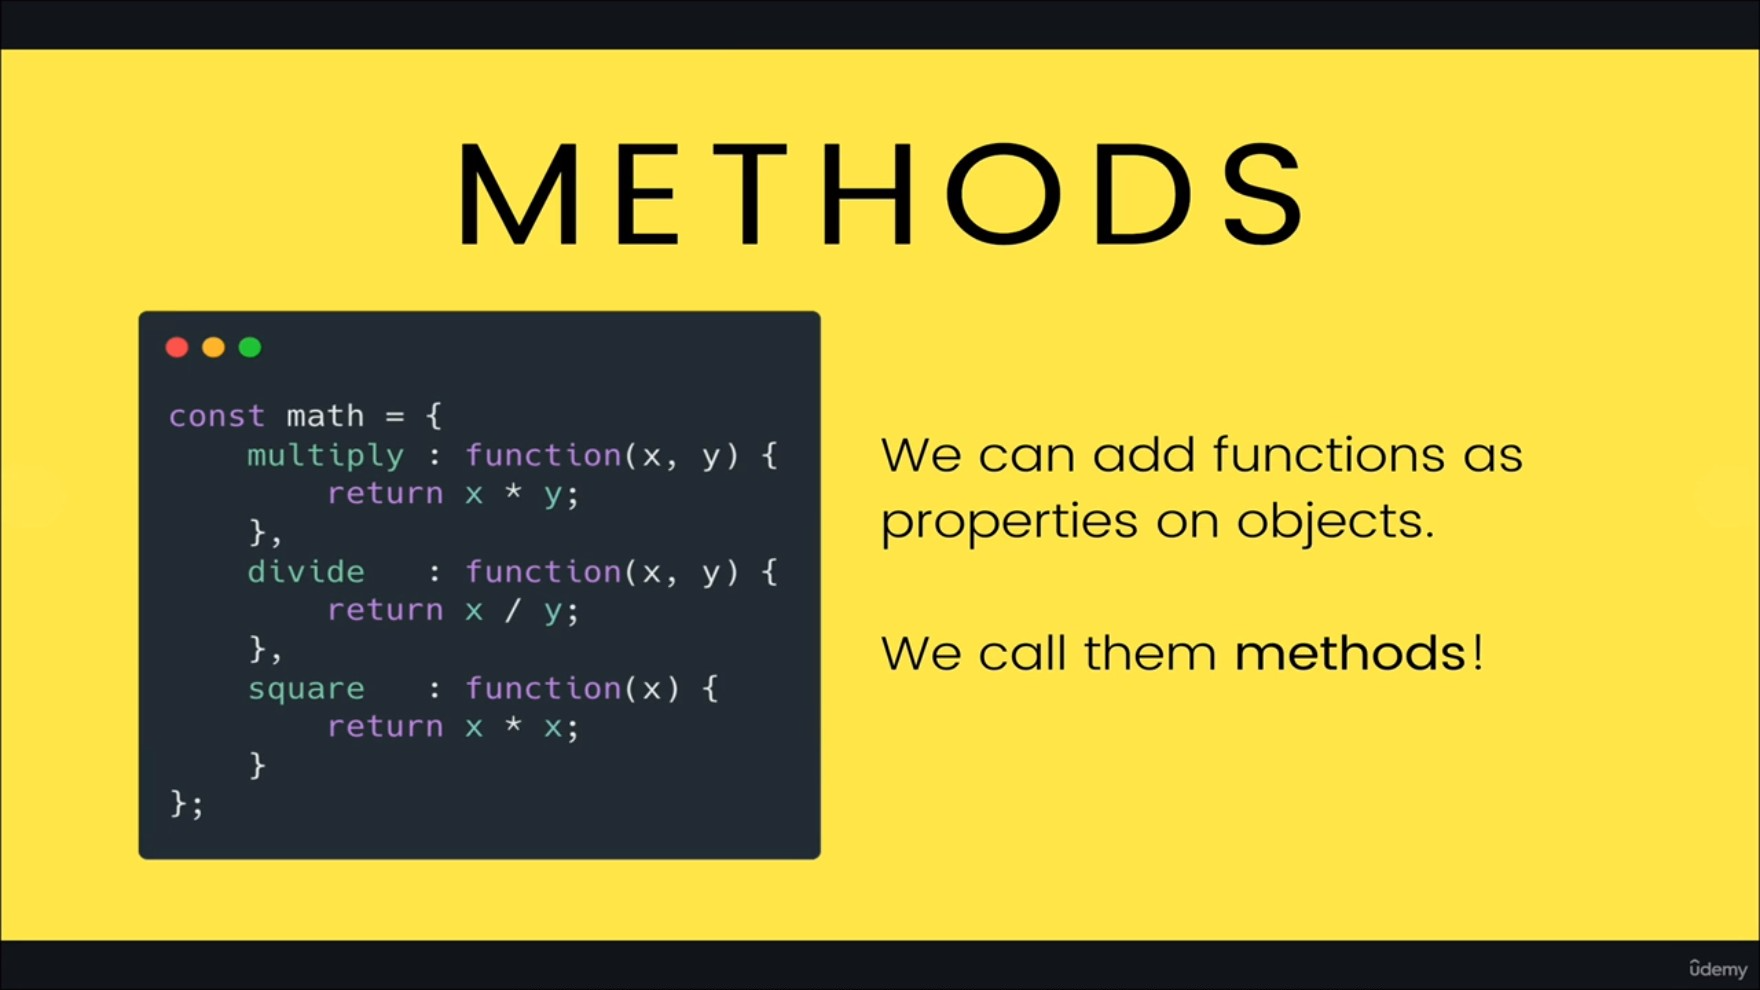 METHODS
const math = {
    multiply : function(x, y) {
        return x * y;
    },
    divide   : function(x, y) {
        return x / y;
    },
    square   : function(x) {
        return x * x;
    }
};
We can add functions as
properties on objects.
We call them methods!
ûdemy